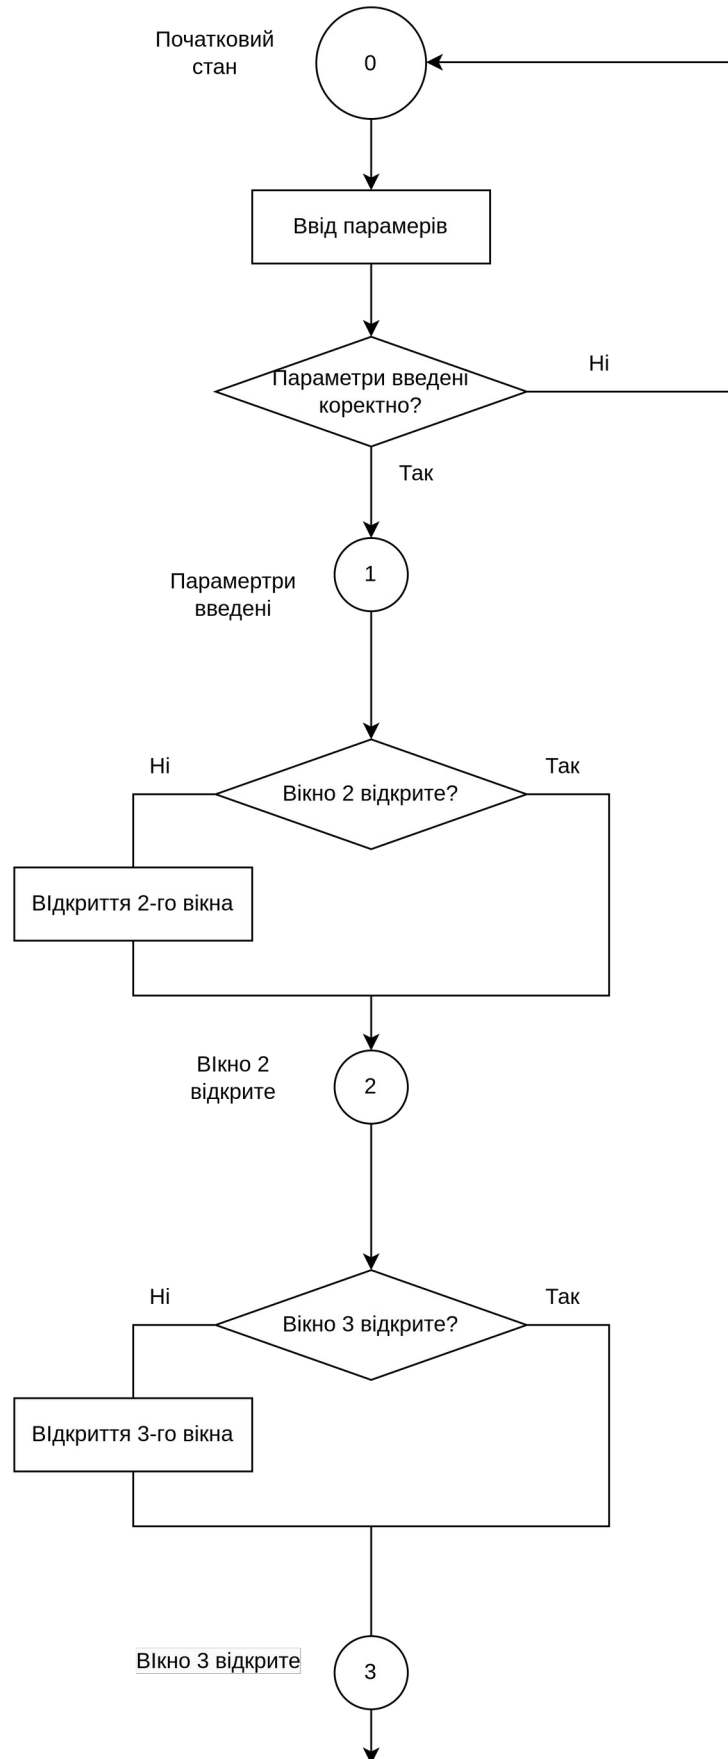 Початковий
стан
0
Ввід парамерів
Параметри введені
коректно?
Ні
Так
1
Парамертри
введені
Ні
Вікно 2 відкрите?
Так
ВІдкриття 2-го вікна
ВІкно 2
відкрите
2
Ні
Вікно 3 відкрите?
Так
ВІдкриття 3-го вікна
ВІкно 3 відкрите
3